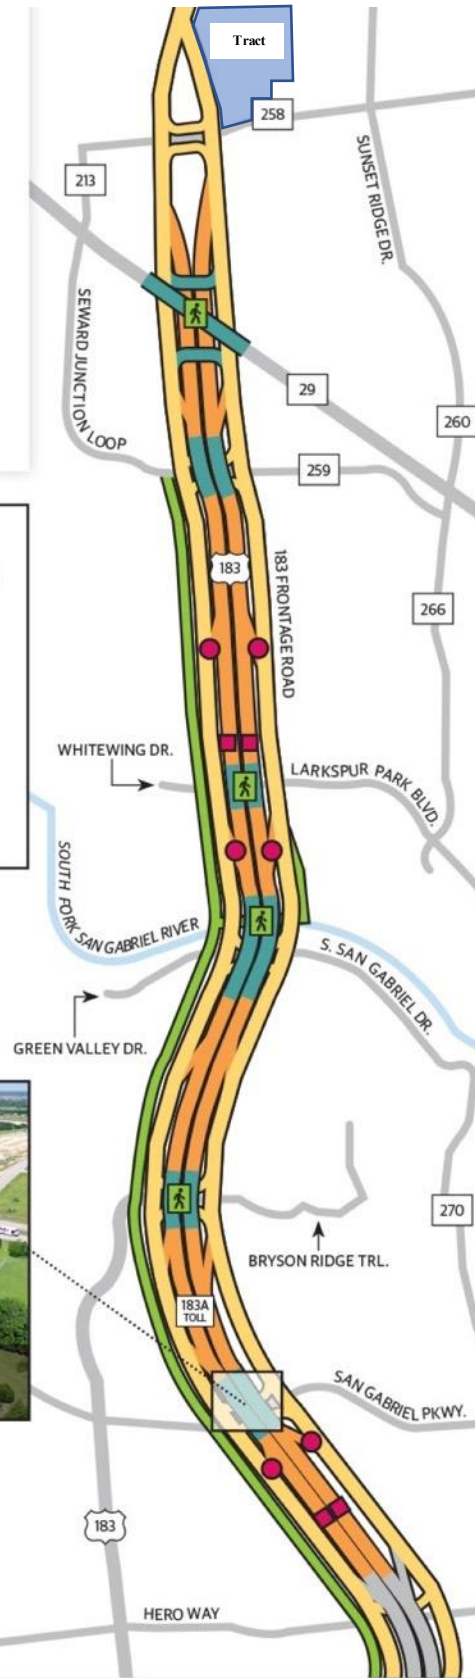 Tract
258
SUNSET RIDGE DR.
213
SEWARD JUNCTION LOOP
29
260
259
183
183 FRONTAGE ROAD
266
WHITEWING DR.
LARKSPUR PARK BLVD.
SOUTH FORK SAN GABRIEL RIVER
S. SAN GABRIEL DR.
GREEN VALLEY DR.
270
BRYSON RIDGE TRL.
183A
TOLL
SAN GABRIEL PKWY.
183
HERO WAY